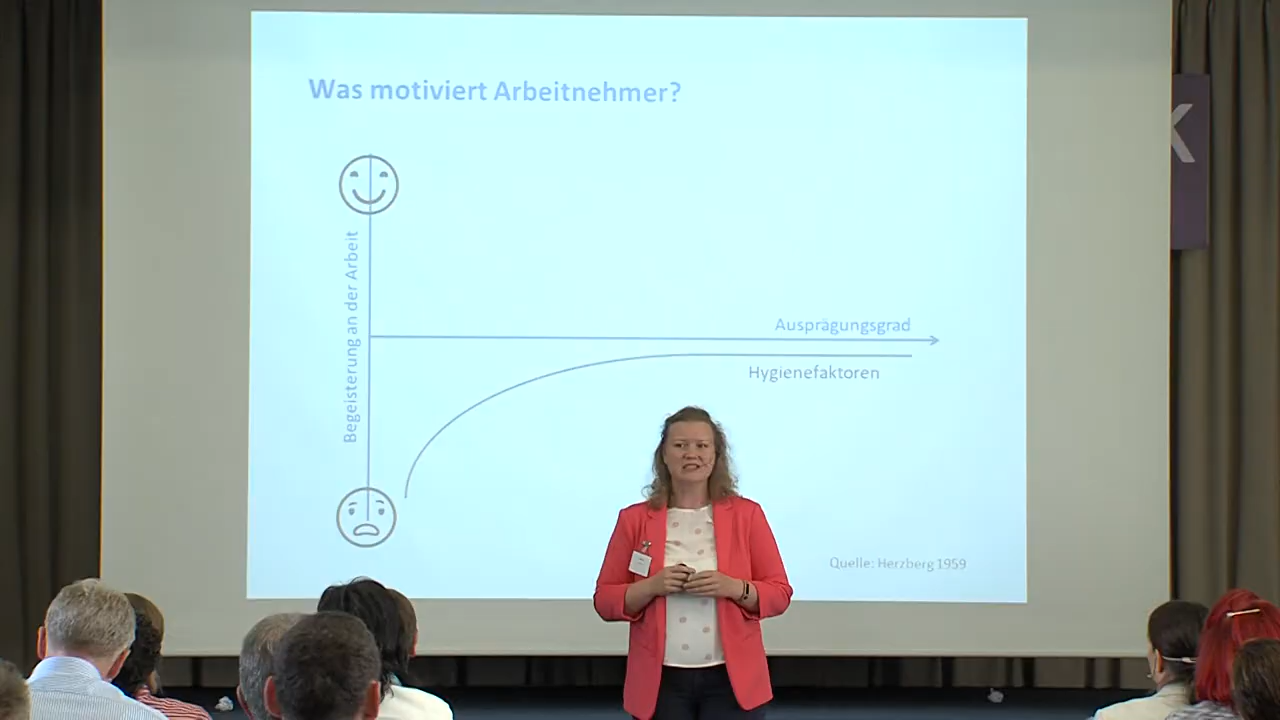 Was motiviert Arbeitnehmer?
Begeisterung an der Arbeit
Ausprägungsgrad
Hygienefaktoren
Quelle: Herzberg 1959
K